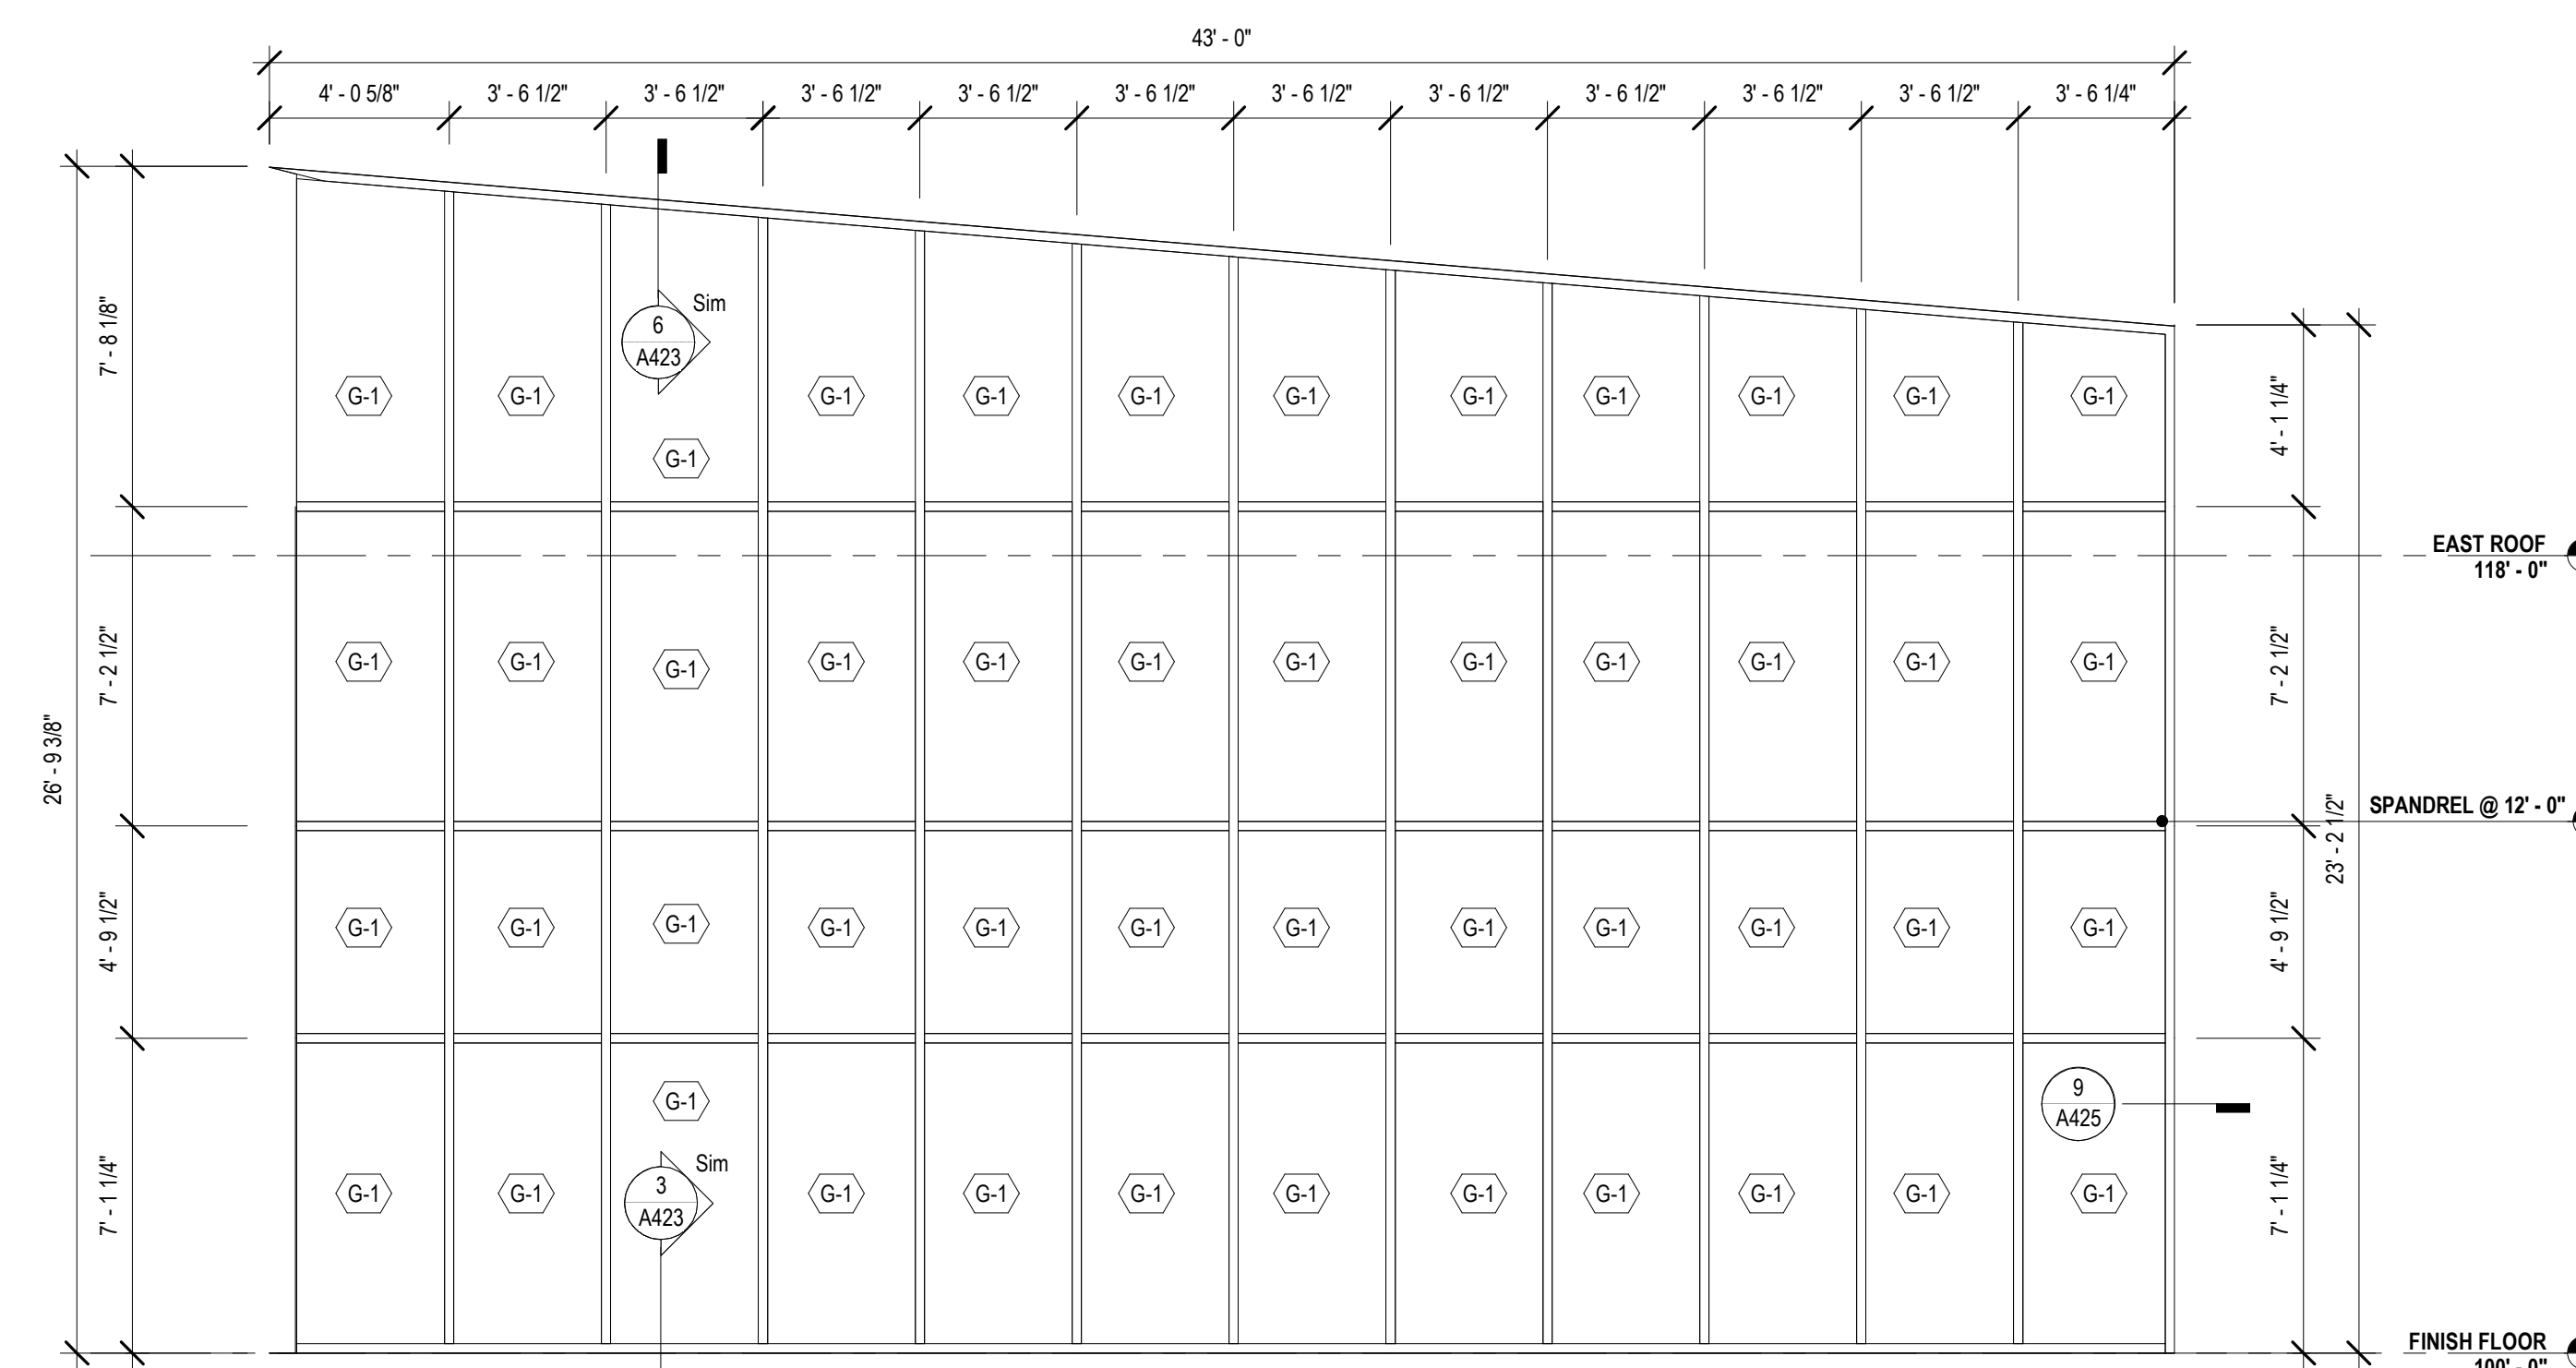 43' - 0"
4' - 0 5/8"
3' - 6 1/2"
3' - 6 1/2"
3' - 6 1/2"
3' - 6 1/2"
3' - 6 1/2"
3' - 6 1/2"
3' - 6 1/2"
3' - 6 1/2"
3' - 6 1/2"
3' - 6 1/2"
3' - 6 1/4"
26' - 9 3/8"
7' - 8 1/8"
7' - 2 1/2"
4' - 9 1/2"
7' - 1 1/4"
6
A423
Sim
G-1 G-1 G-1 G-1 G-1 G-1 G-1 G-1 G-1 G-1 G-1
G-1
G-1 G-1 G-1 G-1 G-1 G-1 G-1 G-1 G-1 G-1 G-1 G-1
G-1 G-1 G-1 G-1 G-1 G-1 G-1 G-1 G-1 G-1 G-1 G-1
G-1
G-1 G-1 G-1 G-1 G-1 G-1 G-1 G-1 G-1 G-1 G-1
3
A423
Sim
9
A425
4' - 1 1/4"
7' - 2 1/2"
4' - 9 1/2"
7' - 1 1/4"
23' - 2 1/2"
EAST ROOF
118' - 0"
SPANDREL @ 12' - 0"
FINISH FLOOR
100' - 0"